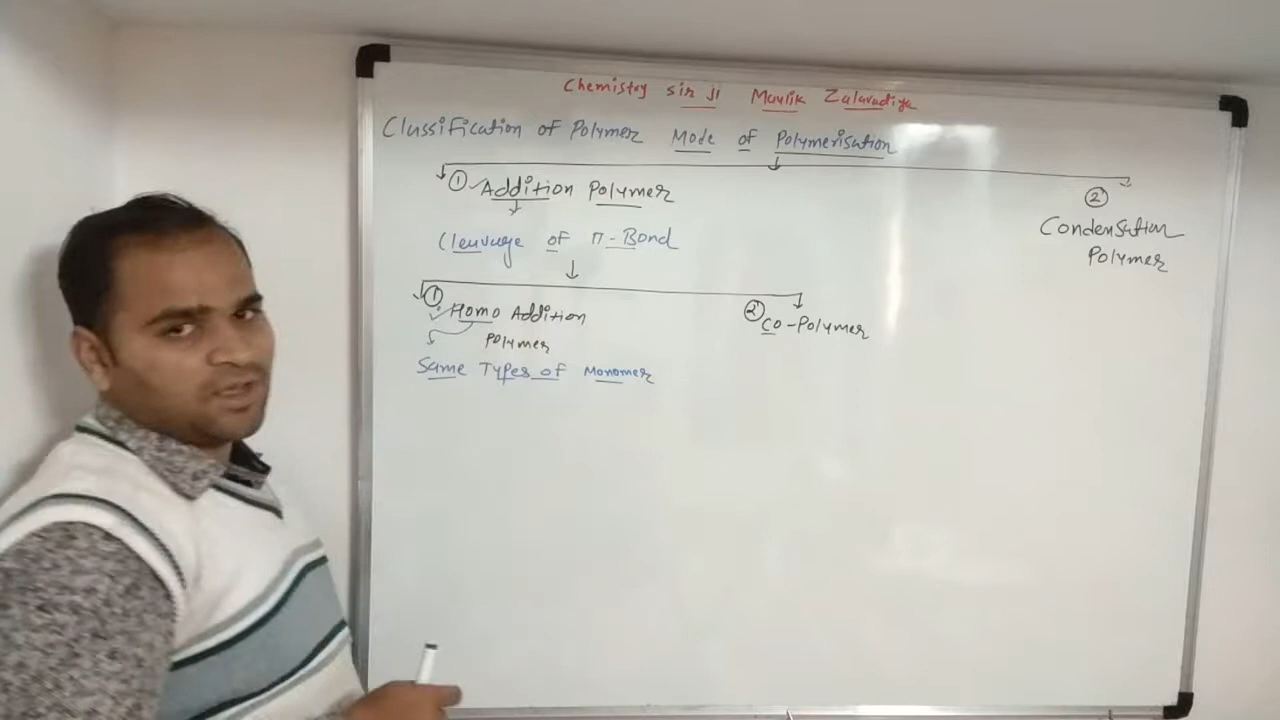 Chemistry sir ji Maulik Zalavadiya
Classification of Polymer Mode of Polymerisation
① Addition Polymer
②
Condensation
Polymer
Cleavage of π-Bond
① Homo Addition
Polymer
② Co-Polymer
Same Types of Monomer